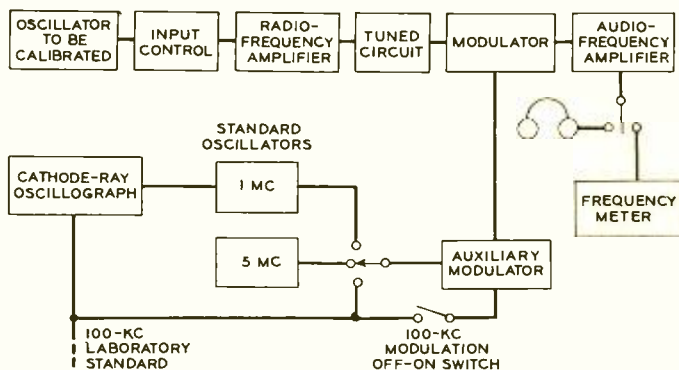 OSCILLATOR
TO BE
CALIBRATED
INPUT
CONTROL
RADIO-
FREQUENCY
AMPLIFIER
TUNED
CIRCUIT
MODULATOR
AUDIO-
FREQUENCY
AMPLIFIER
STANDARD
OSCILLATORS
CATHODE-RAY
OSCILLOGRAPH
1 MC
FREQUENCY
METER
5 MC
AUXILIARY
MODULATOR
100-KC
LABORATORY
STANDARD
100-KC
MODULATION
OFF-ON SWITCH